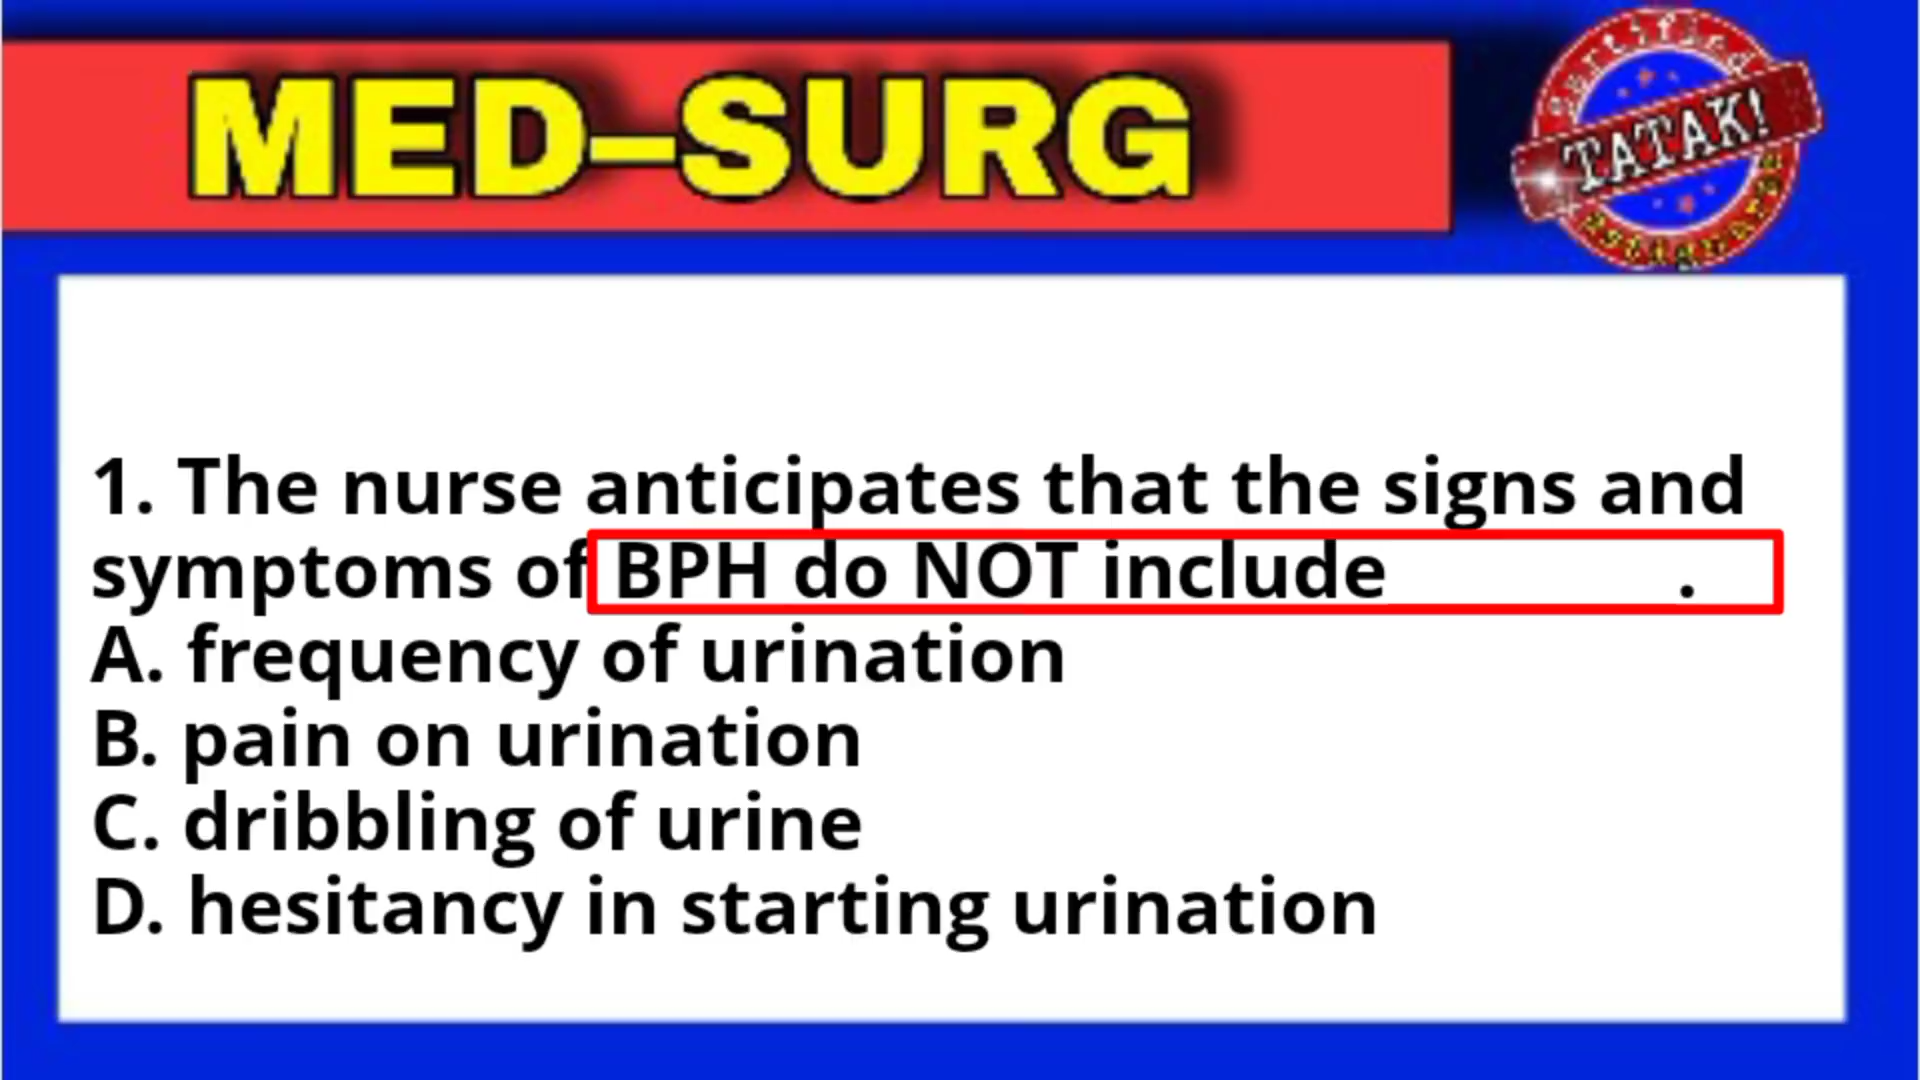 MED–SURG
Certified
TATAK!
1. The nurse anticipates that the signs and
symptoms of BPH do NOT include .
A. frequency of urination
B. pain on urination
C. dribbling of urine
D. hesitancy in starting urination